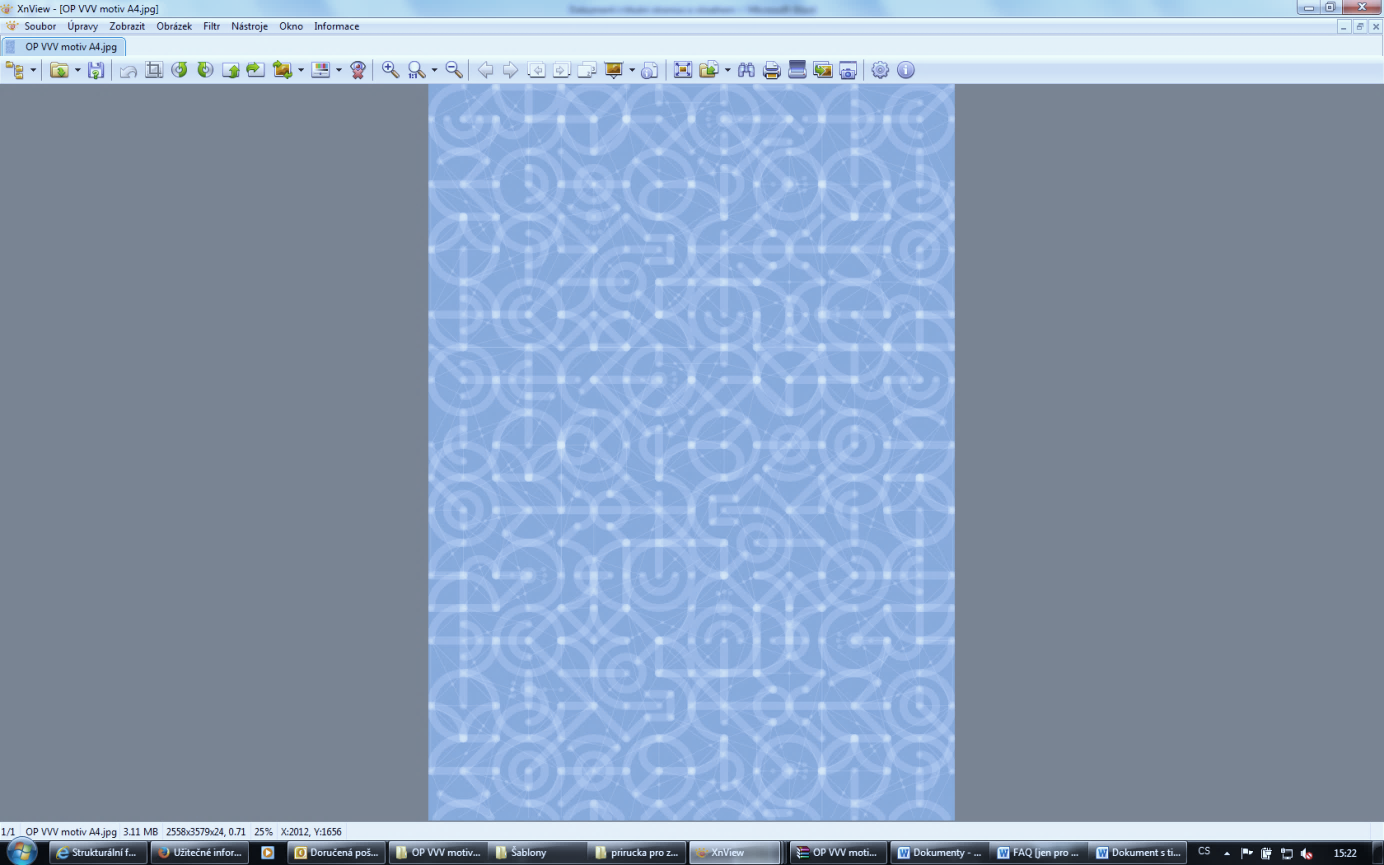 XnView - [OP VVV motiv A4.jpg]
Soubor Úpravy Zobrazit Obrázek Filtr Nástroje Okno Informace
OP VVV motiv A4.jpg
1:1
1/1 OP VVV motiv A4.jpg 3.11 MB 2558x3579x24, 0.71 25% X:2012, Y:1656
Strukturální f... Užitečné infor... Doručená poš... OP VVV motiv... Šablony prirucka pro z... XnView OP VVV moti... Dokumenty - ... FAQ [jen pro ... Dokument s ti... CS 15:22